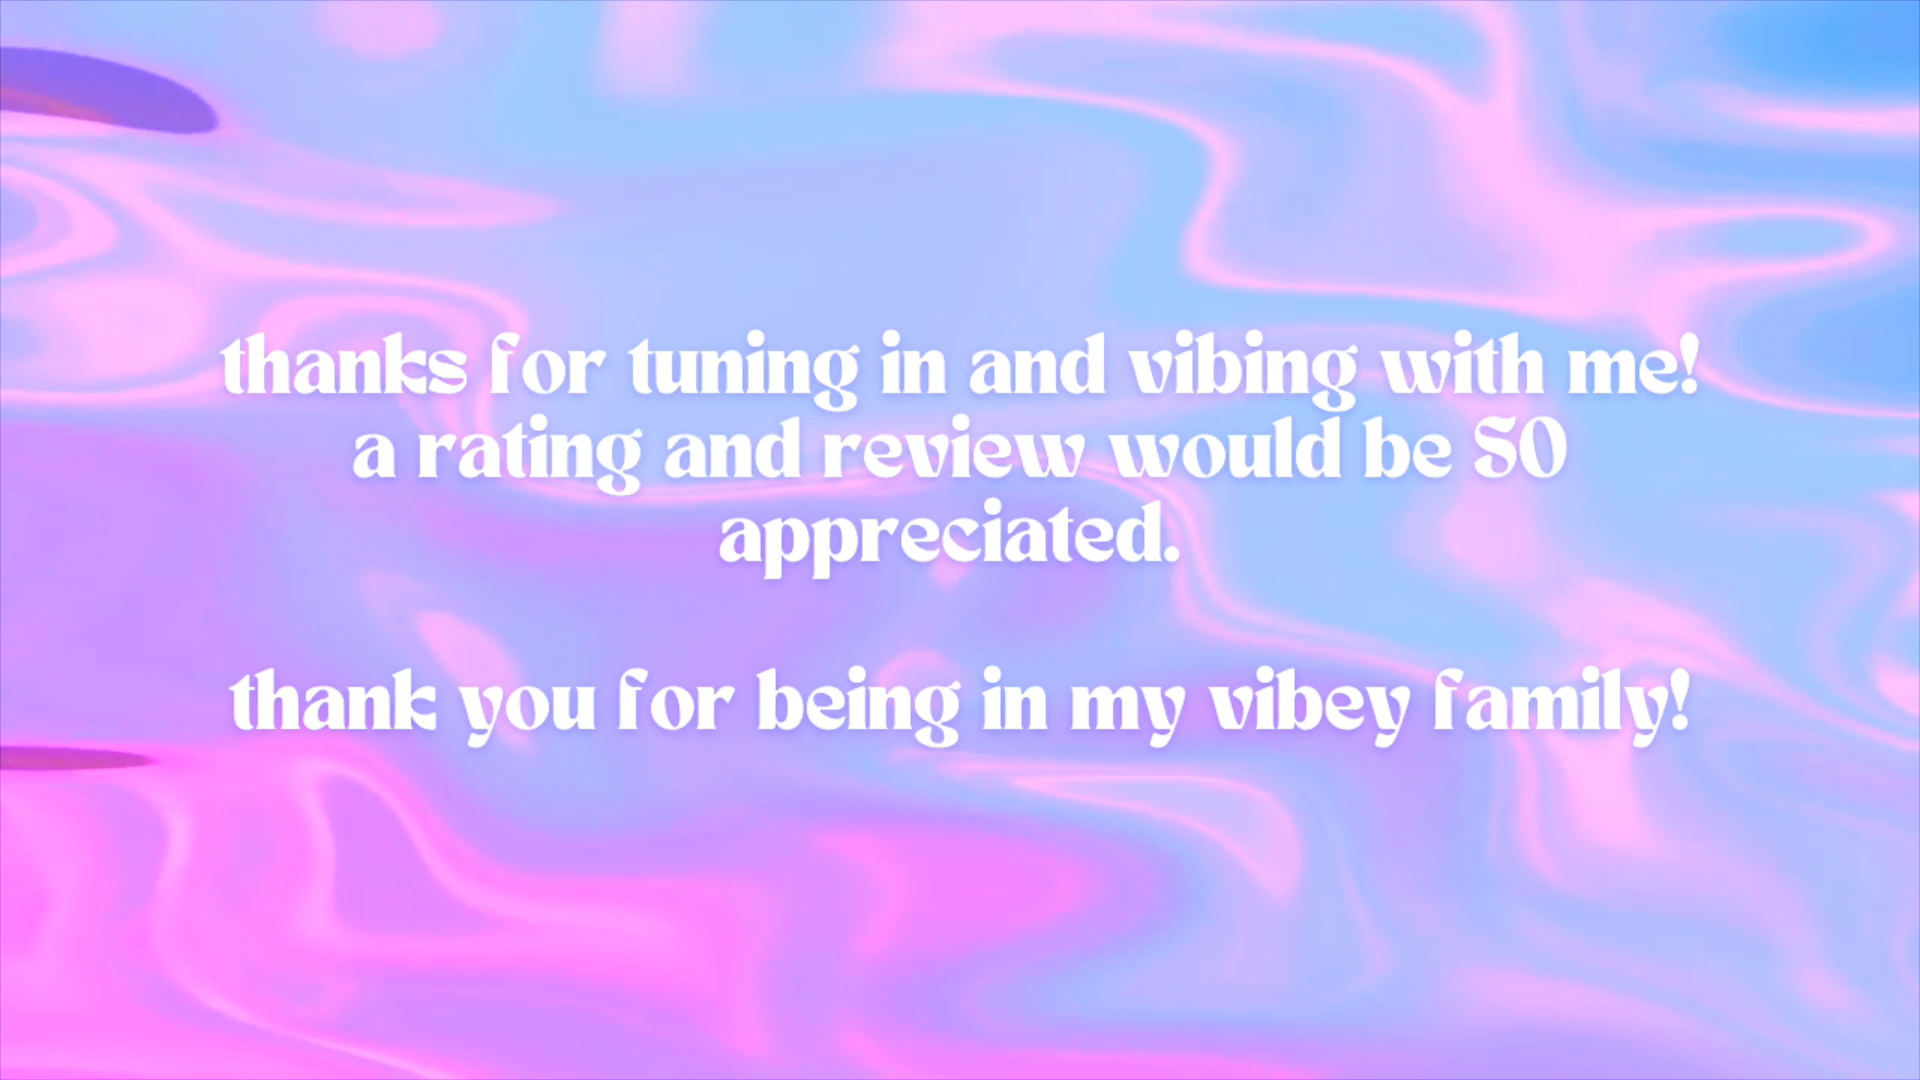 thanks for tuning in and vibing with me!
a rating and review would be SO
appreciated.
thank you for being in my vibey family!